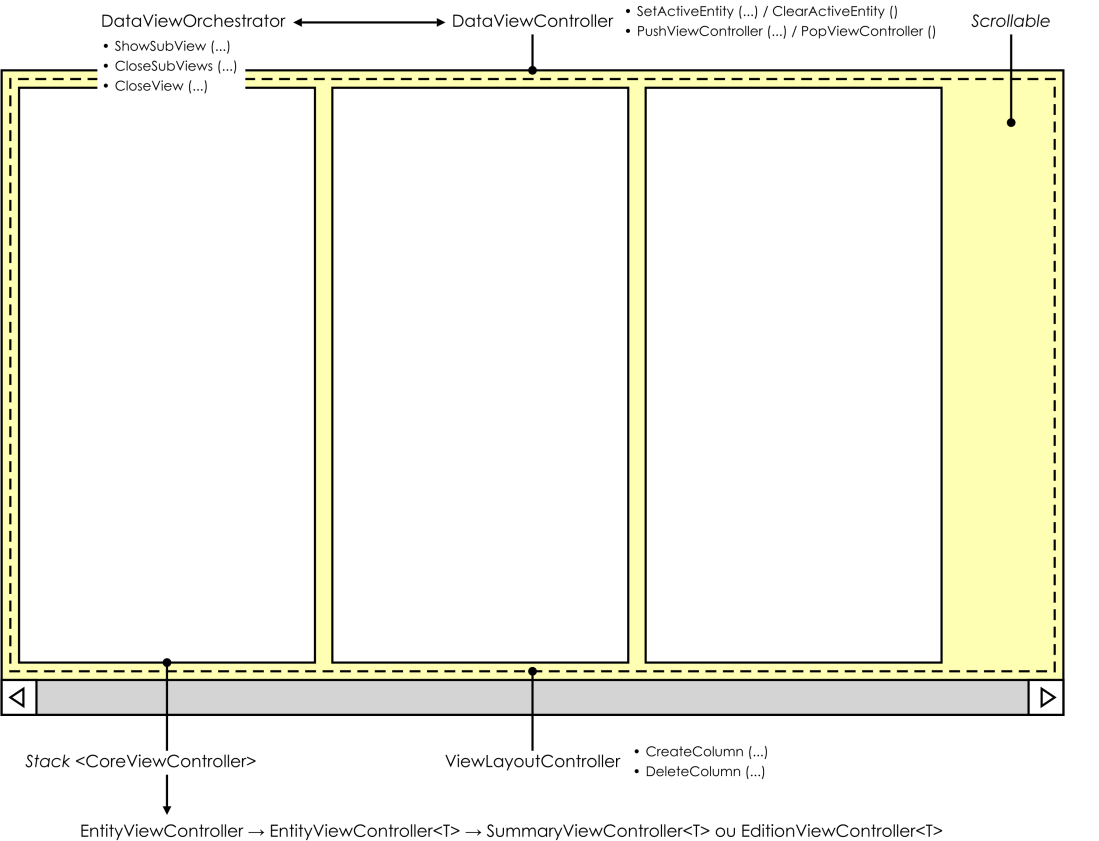 DataViewOrchestrator
• ShowSubView (...)
• CloseSubViews (...)
• CloseView (...)
DataViewController
• SetActiveEntity (...) / ClearActiveEntity ()
• PushViewController (...) / PopViewController ()
Scrollable
Stack <CoreViewController>
ViewLayoutController
• CreateColumn (...)
• DeleteColumn (...)
EntityViewController → EntityViewController<T> → SummaryViewController<T> ou EditionViewController<T>